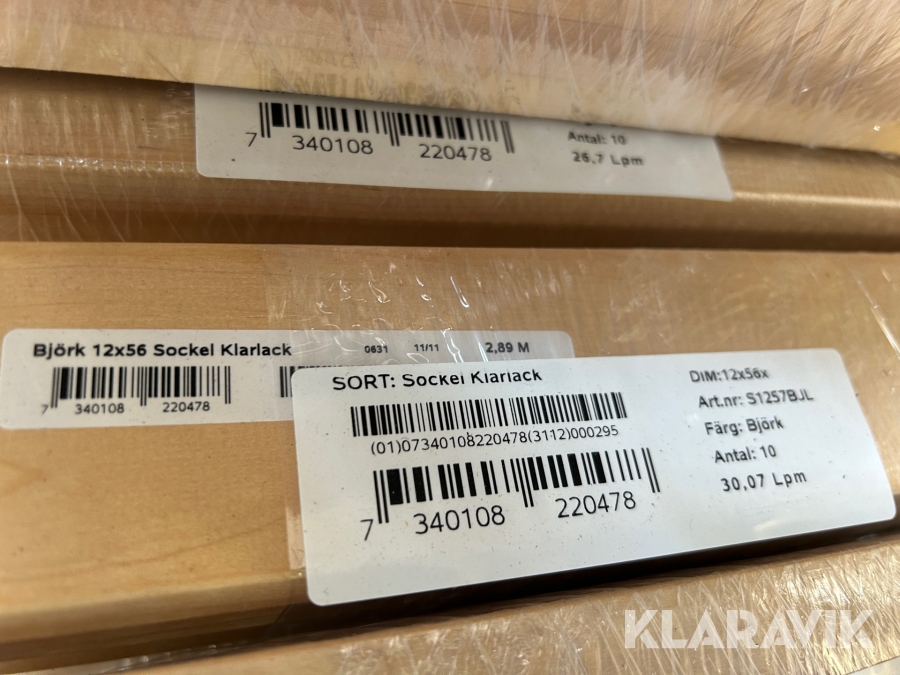 7 340108 220478
Antal: 10
26,7 Lpm
Björk 12x56 Sockel Klarlack 0631 11/11 2,89 M
7 340108 220478
SORT: Sockel Klarlack
(01)07340108220478(3112)000295
7 340108 220478
DIM:12x56x
Art.nr: S1257BJL
Färg: Björk
Antal: 10
30,07 Lpm
KLARAVIK